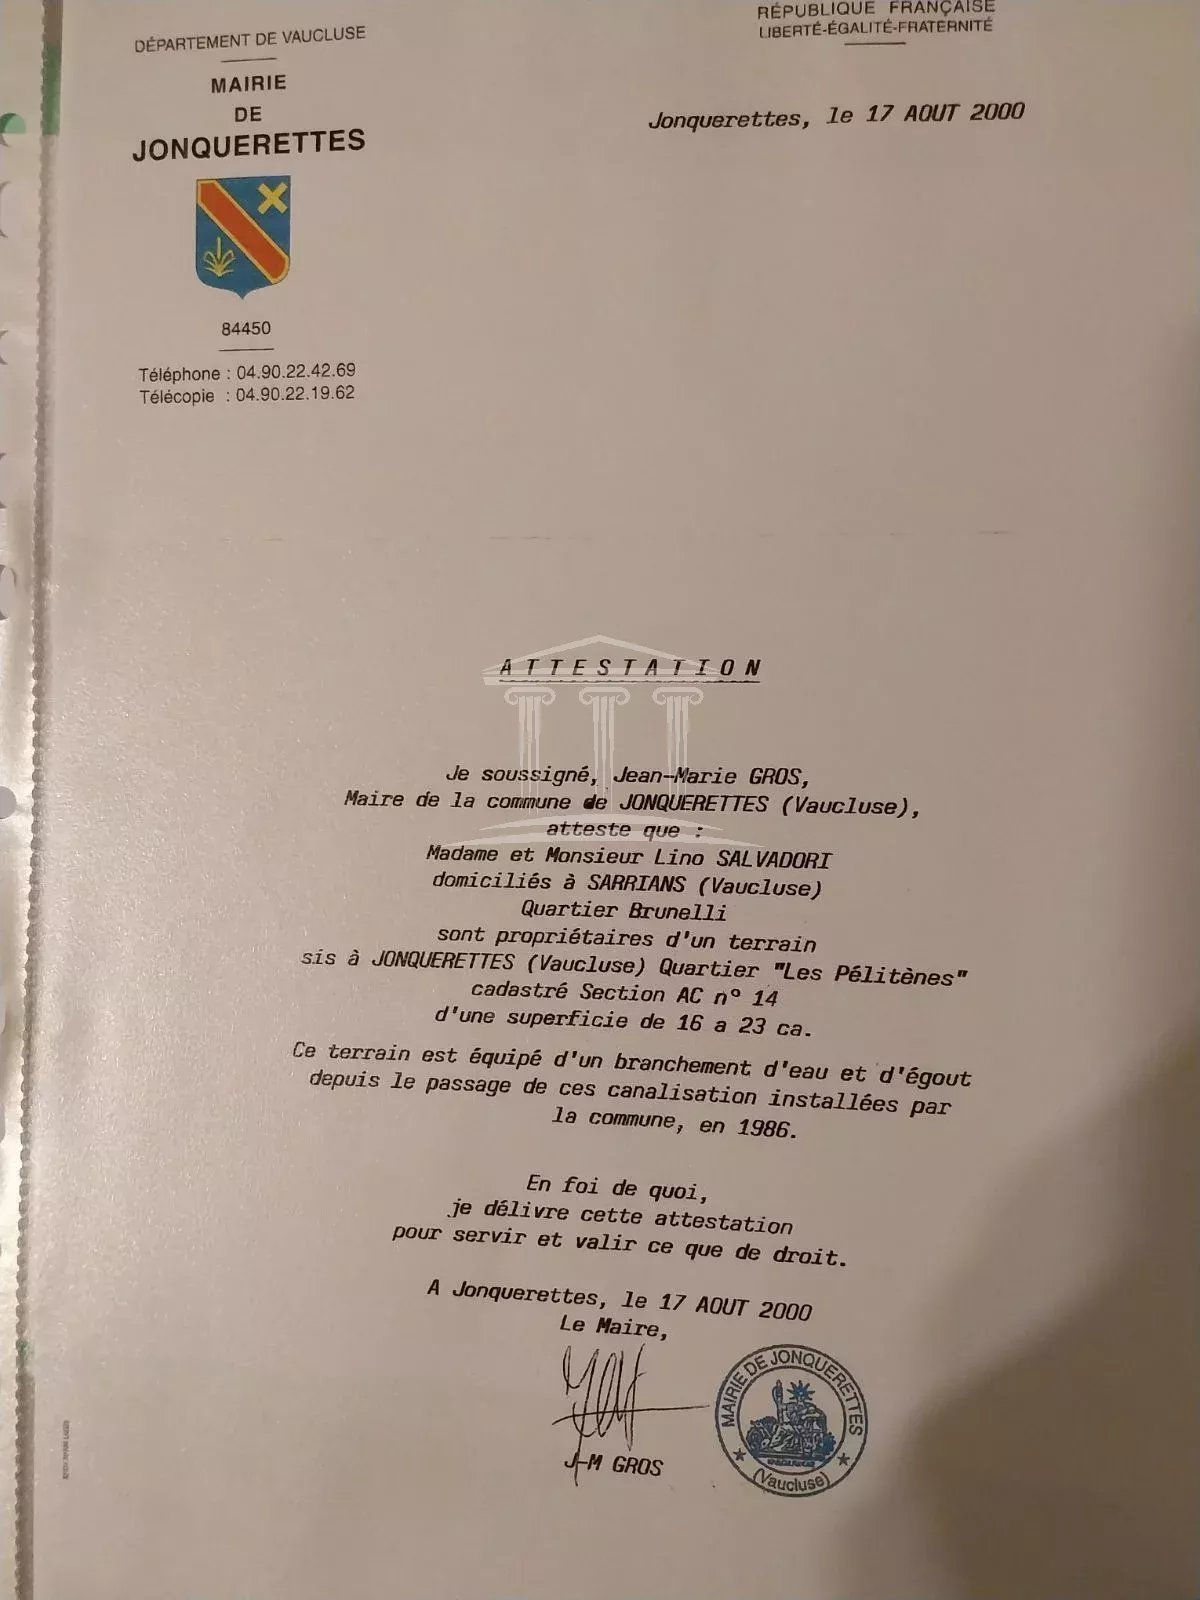 DÉPARTEMENT DE VAUCLUSE
MAIRIE
DE
JONQUERETTES
84450
Téléphone : 04.90.22.42.69
Télécopie : 04.90.22.19.62
RÉPUBLIQUE FRANÇAISE
LIBERTÉ-ÉGALITÉ-FRATERNITÉ
Jonquerettes, le 17 AOUT 2000
ATTESTATION
Je soussigné, Jean-Marie GROS,
Maire de la commune de JONQUERETTES (Vaucluse),
atteste que :
Madame et Monsieur Lino SALVADORI
domiciliés à SARRIANS (Vaucluse)
Quartier Brunelli
sont propriétaires d'un terrain
sis à JONQUERETTES (Vaucluse) Quartier "Les Pélitènes"
cadastré Section AC n° 14
d'une superficie de 16 a 23 ca.
Ce terrain est équipé d'un branchement d'eau et d'égout
depuis le passage de ces canalisation installées par
la commune, en 1986.
En foi de quoi,
je délivre cette attestation
pour servir et valir ce que de droit.
A Jonquerettes, le 17 AOUT 2000
Le Maire,
J-M GROS
MAIRIE DE JONQUERETTES
(Vaucluse)